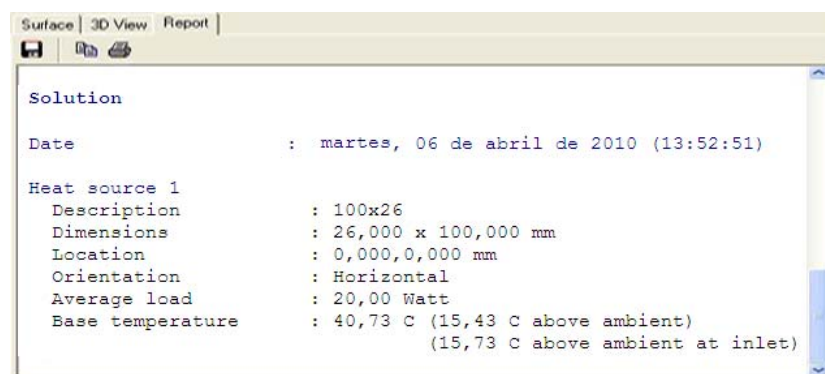 Surface 3D View Report
Solution
Date : martes, 06 de abril de 2010 (13:52:51)
Heat source 1
Description : 100x26
Dimensions : 26,000 x 100,000 mm
Location : 0,000,0,000 mm
Orientation : Horizontal
Average load : 20,00 Watt
Base temperature : 40,73 C (15,43 C above ambient)
(15,73 C above ambient at inlet)